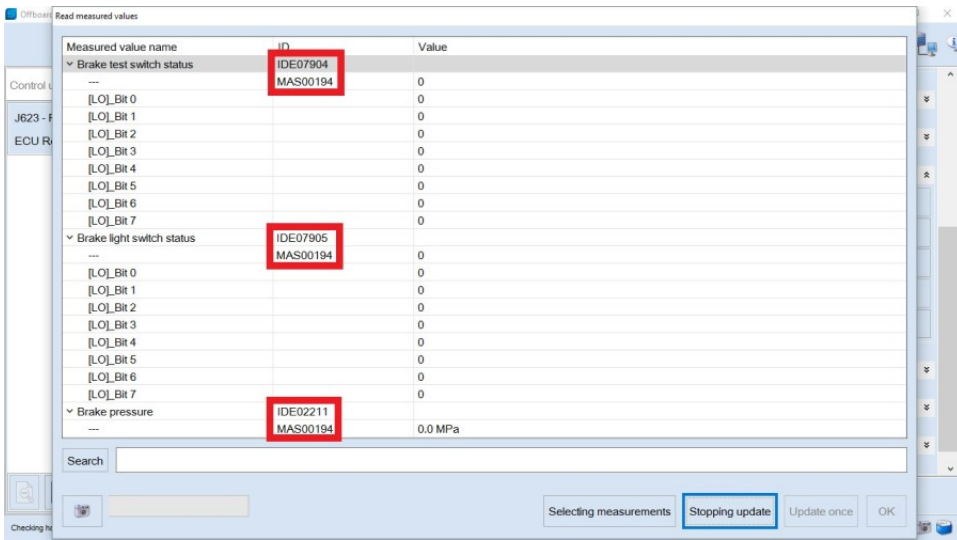 Offboard
Read measured values
Measured value name ID Value
Brake test switch status IDE07904
--- MAS00194 0
[LO]_Bit 0 0
[LO]_Bit 1 0
[LO]_Bit 2 0
[LO]_Bit 3 0
[LO]_Bit 4 0
[LO]_Bit 5 0
[LO]_Bit 6 0
[LO]_Bit 7 0
Brake light switch status IDE07905
--- MAS00194 0
[LO]_Bit 0 0
[LO]_Bit 1 0
[LO]_Bit 2 0
[LO]_Bit 3 0
[LO]_Bit 4 0
[LO]_Bit 5 0
[LO]_Bit 6 0
[LO]_Bit 7 0
Brake pressure IDE02211
--- MAS00194 0.0 MPa
Search
Selecting measurements Stopping update Update once OK
Control u
J623 - F
ECU Re
Checking ha